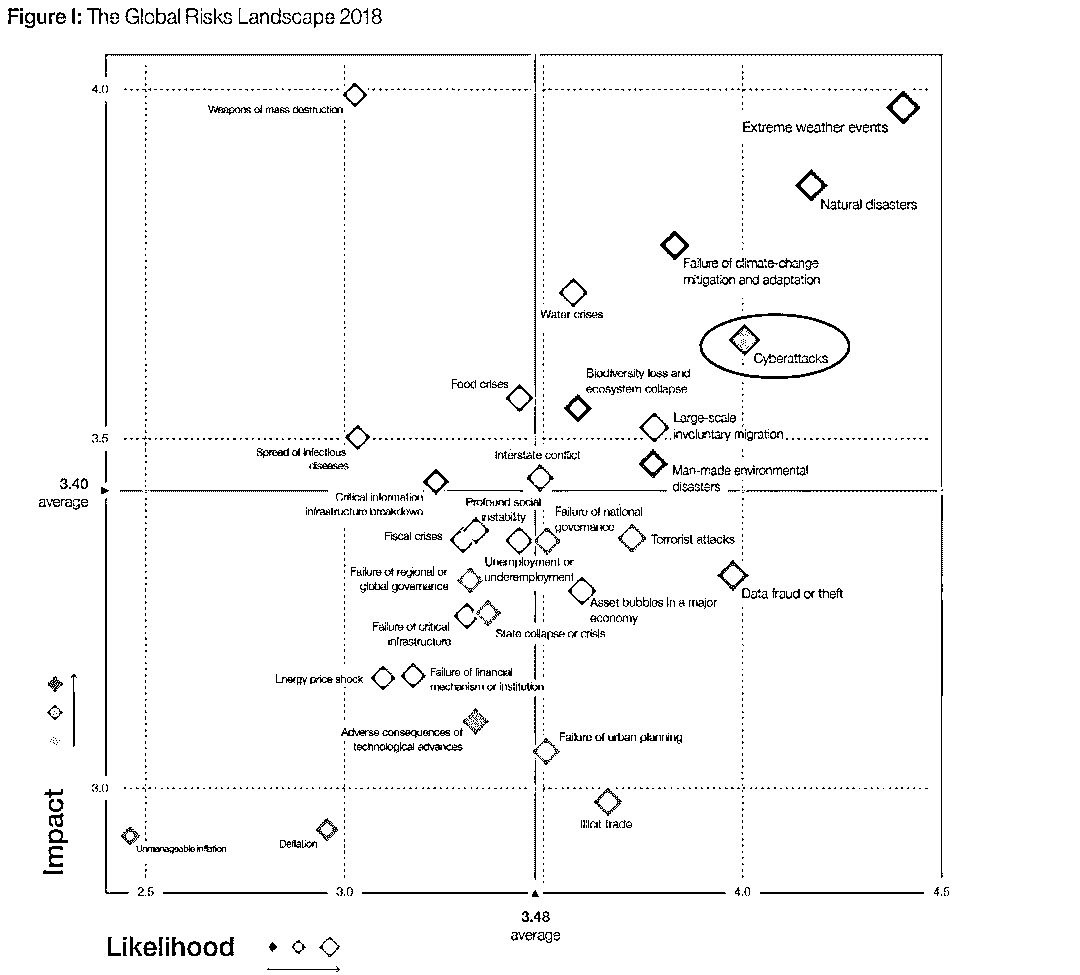 Figure I: The Global Risks Landscape 2018
4.0
Weapons of mass destruction
Extreme weather events
Natural disasters
Failure of climate-change
mitigation and adaptation
Water crises
Cyberattacks
Biodiversity loss and
ecosystem collapse
Food crises
Large-scale
involuntary migration
3.5
Spread of infectious
diseases
Interstate conflict
Man-made environmental
disasters
3.40
average
Critical information
infrastructure breakdown
Profound social
instability
Failure of national
governance
Fiscal crises
Terrorist attacks
Unemployment or
underemployment
Failure of regional or
global governance
Data fraud or theft
Asset bubbles in a major
economy
Failure of critical
infrastructure
State collapse or crisis
Energy price shock
Failure of financial
mechanism or institution
Adverse consequences of
technological advances
Failure of urban planning
3.0
Illicit trade
Impact
Unmanageable inflation
Deflation
2.5
3.0
4.0
4.5
3.48
average
Likelihood